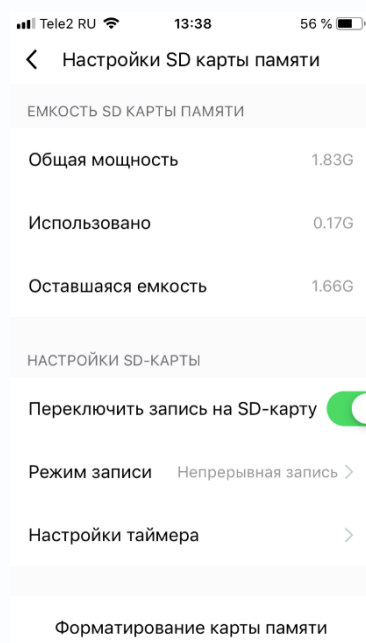 Tele2 RU 13:38 56 %
Настройки SD карты памяти
ЕМКОСТЬ SD КАРТЫ ПАМЯТИ
Общая мощность 1.83G
Использовано 0.17G
Оставшаяся емкость 1.66G
НАСТРОЙКИ SD-КАРТЫ
Переключить запись на SD-карту
Режим записи Непрерывная запись
Настройки таймера
Форматирование карты памяти